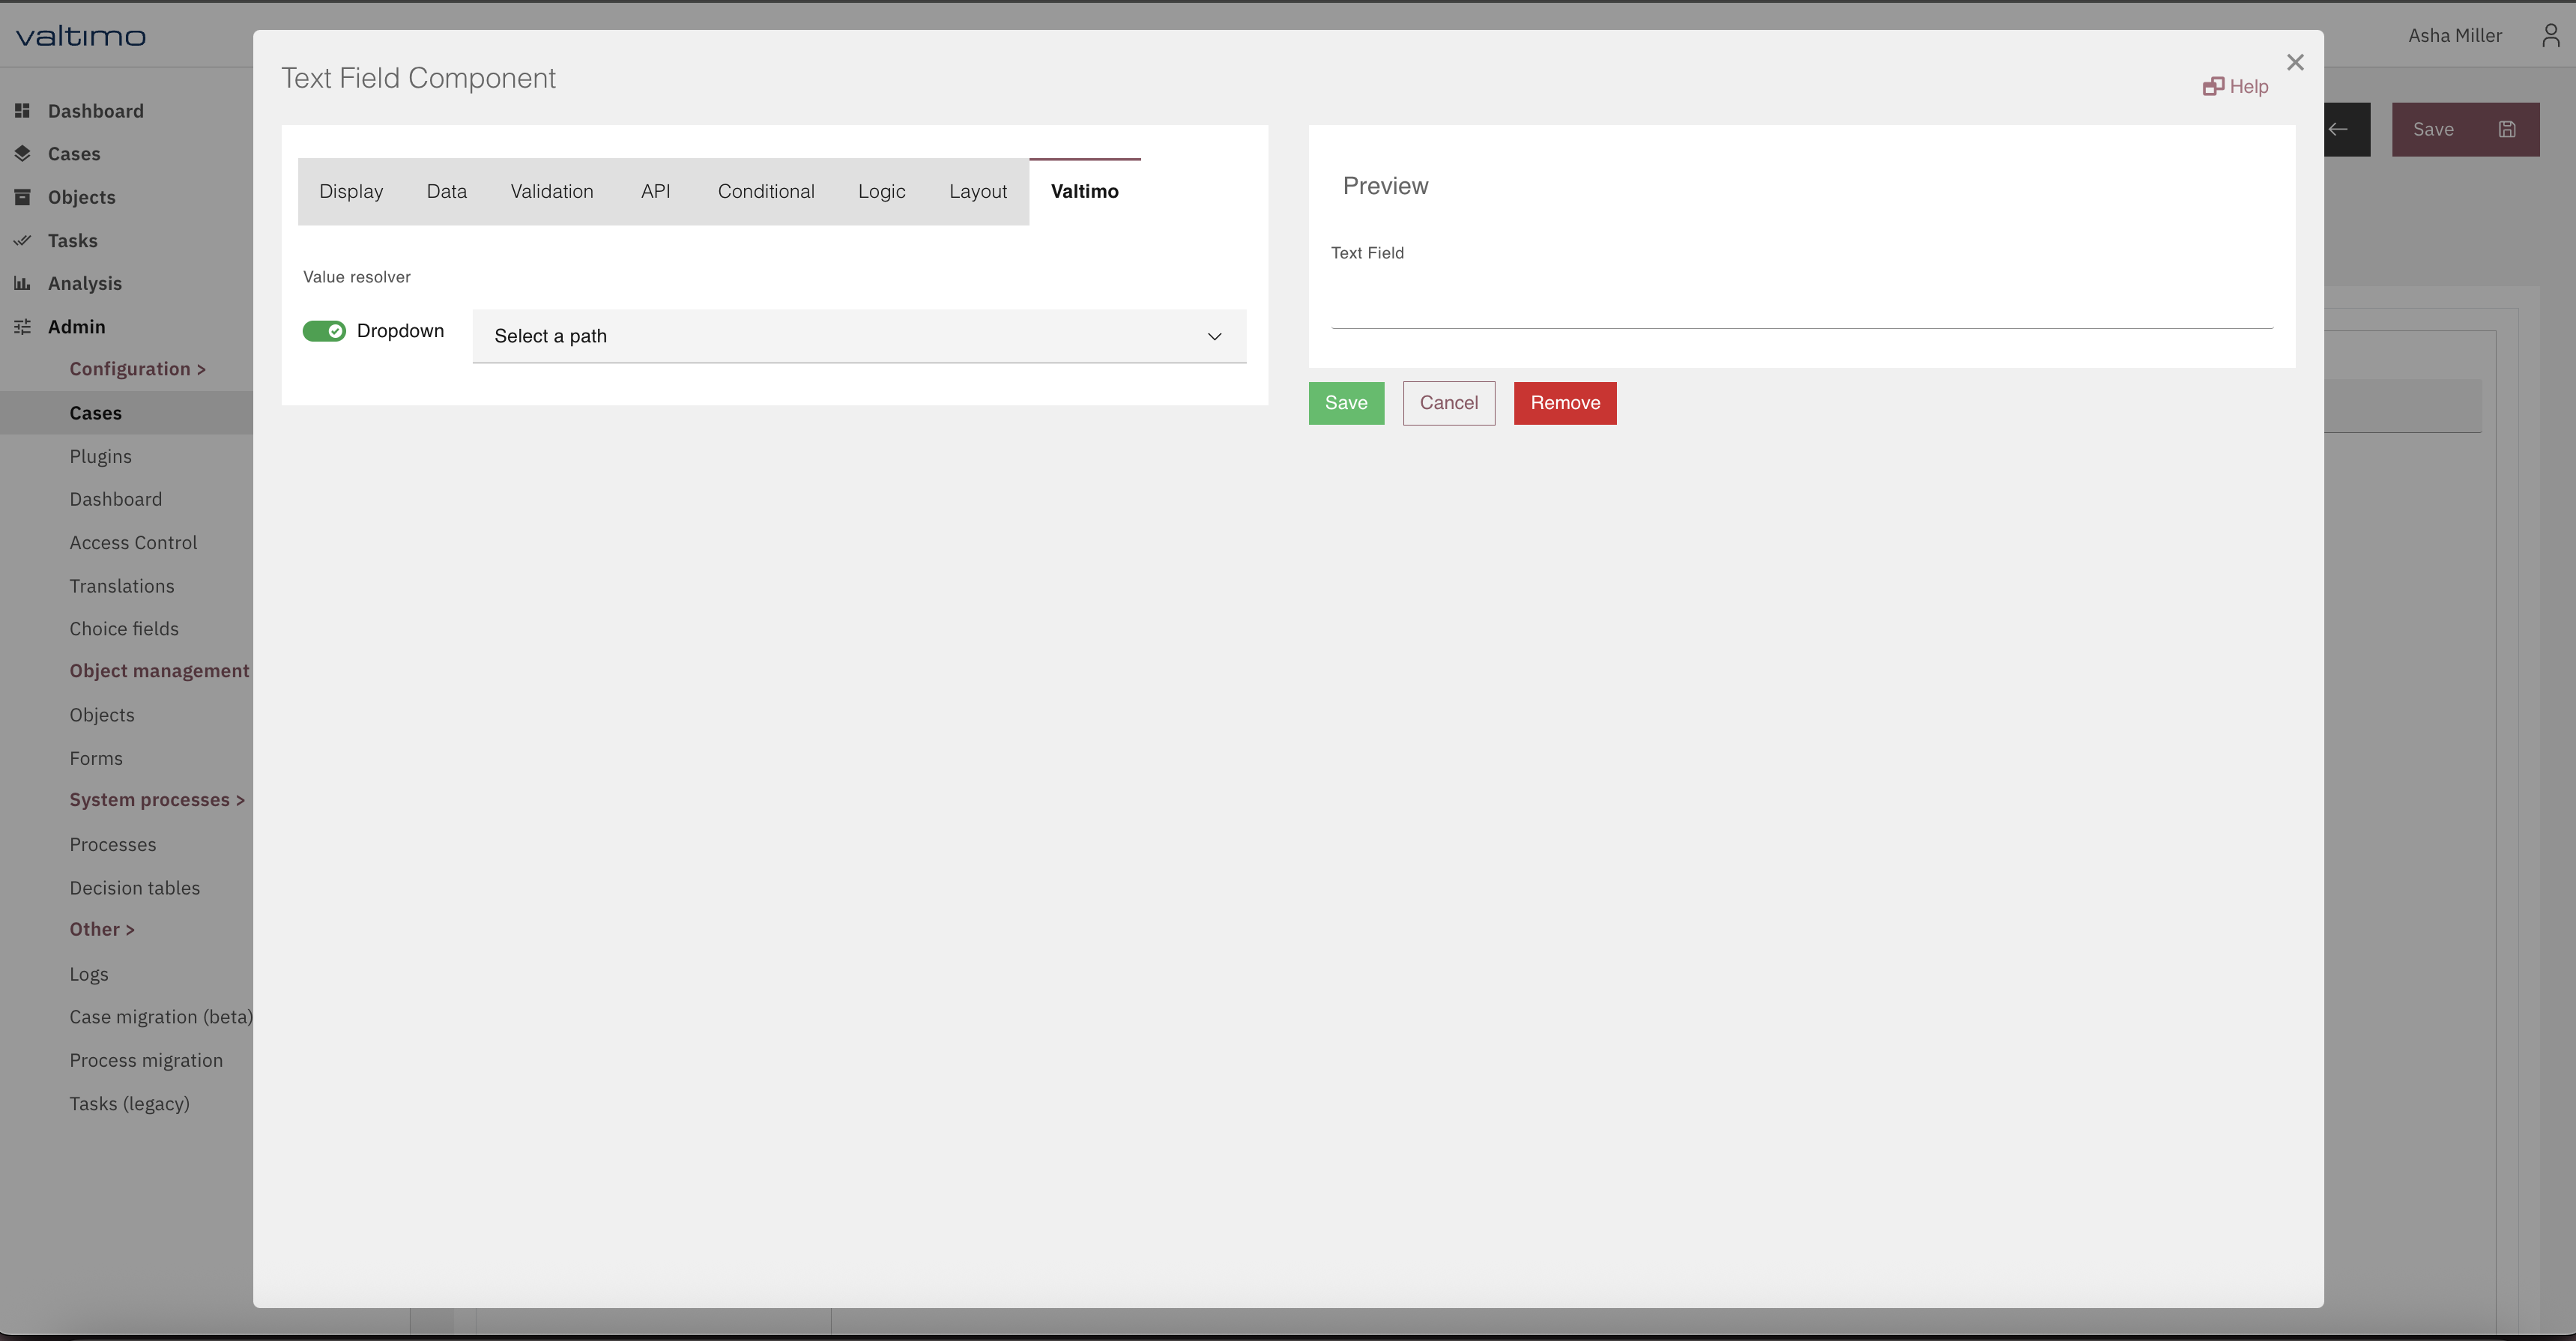 valtimo
Asha Miller
Text Field Component
Help
Save
Dashboard
Cases
Objects
Tasks
Analysis
Admin
Configuration >
Cases
Plugins
Dashboard
Access Control
Translations
Choice fields
Object management
Objects
Forms
System processes >
Processes
Decision tables
Other >
Logs
Case migration (beta)
Process migration
Tasks (legacy)
Display Data Validation API Conditional Logic Layout Valtimo
Value resolver
Dropdown
Select a path
Preview
Text Field
Save Cancel Remove